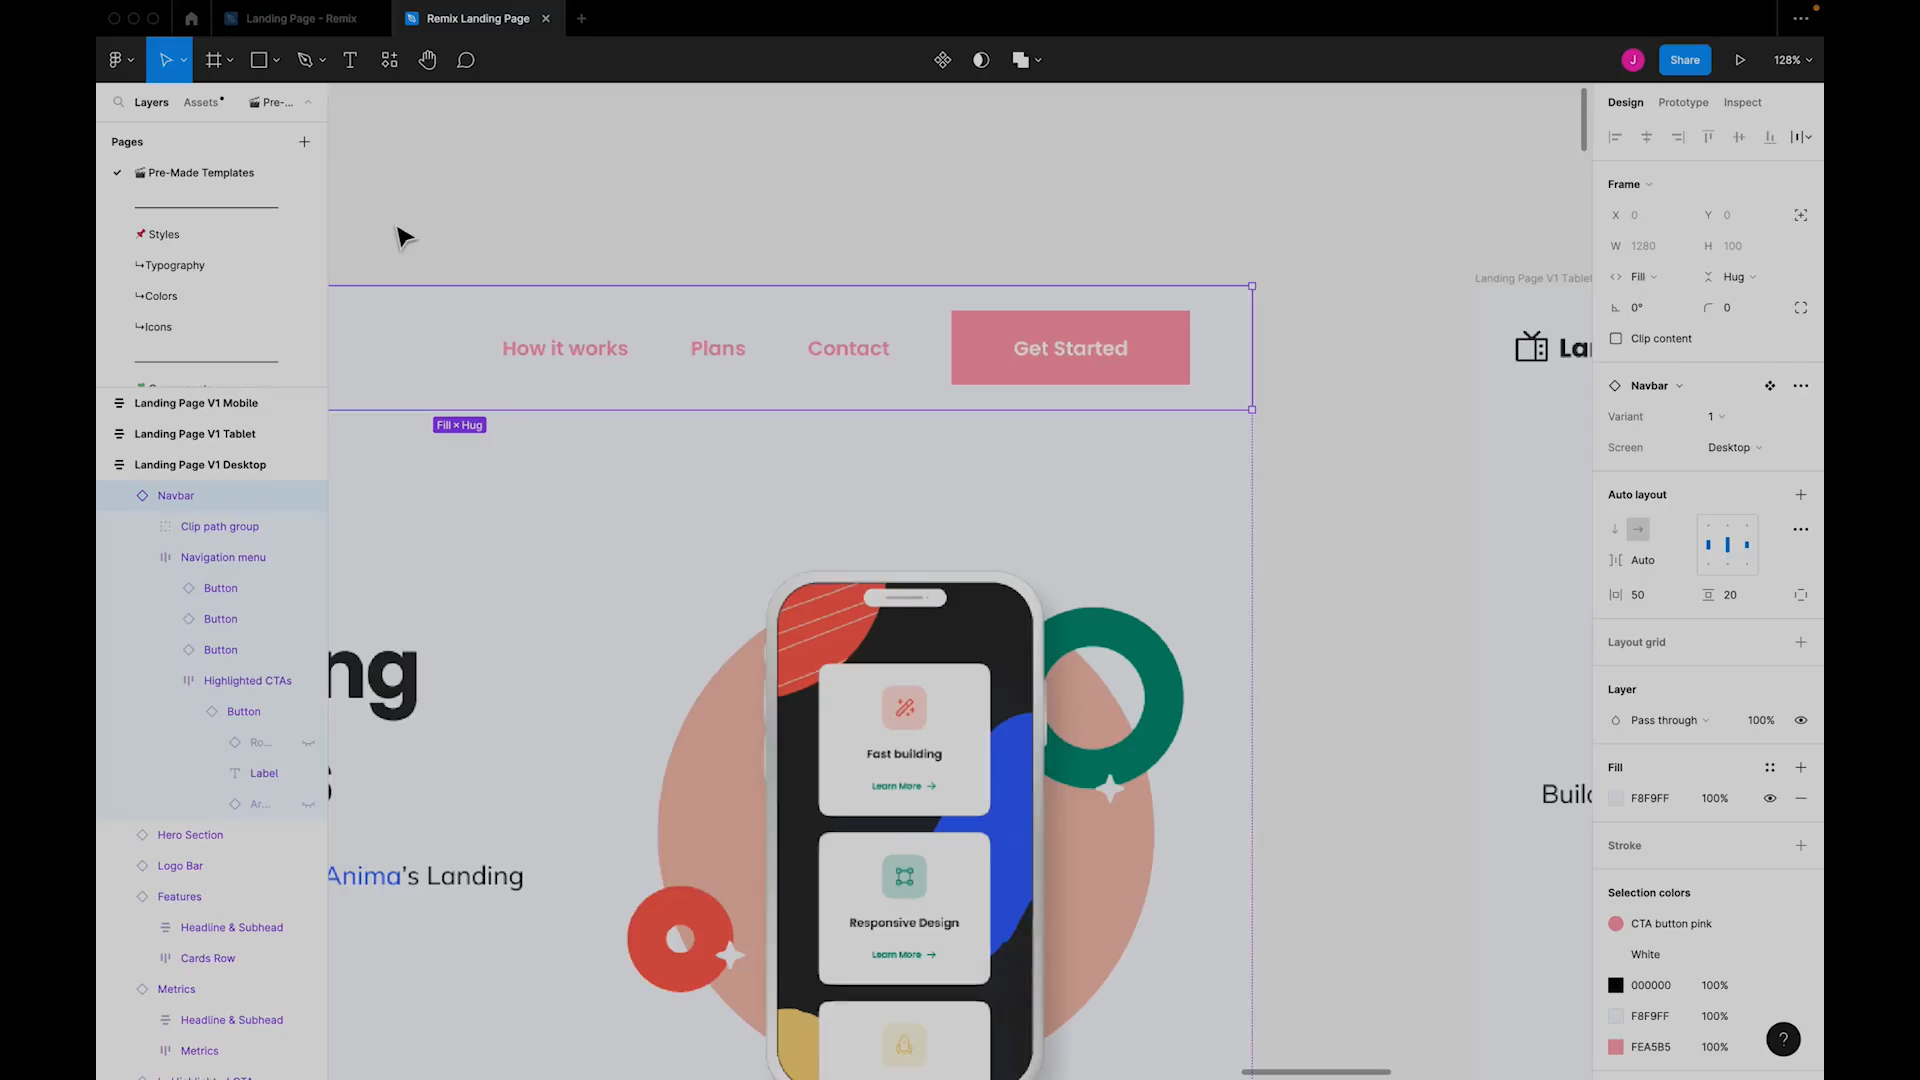 Landing Page - Remix
Remix Landing Page
J
Share
128%
Layers
Assets
Pre-...
Pages
Pre-Made Templates
Styles
↪Typography
↪Colors
↪Icons
Landing Page V1 Mobile
Landing Page V1 Tablet
Landing Page V1 Desktop
Navbar
Clip path group
Navigation menu
Button
Button
Button
Highlighted CTAs
Button
Ro...
Label
Ar...
Hero Section
Logo Bar
Features
Headline & Subhead
Cards Row
Metrics
Headline & Subhead
Metrics
How it works
Plans
Contact
Get Started
Fill × Hug
ng
Anima's Landing
Fast building
Learn More →
Responsive Design
Learn More →
Landing Page V1 Tablet
Lan
Build
Design
Prototype
Inspect
Frame
X 0
Y 0
W 1280
H 100
Fill
Hug
0°
0
Clip content
Navbar
Variant
1
Screen
Desktop
Auto layout
Auto
50
20
Layout grid
Layer
Pass through
100%
Fill
F8F9FF
100%
Stroke
Selection colors
CTA button pink
White
000000
100%
F8F9FF
100%
FEA5B5
100%
?